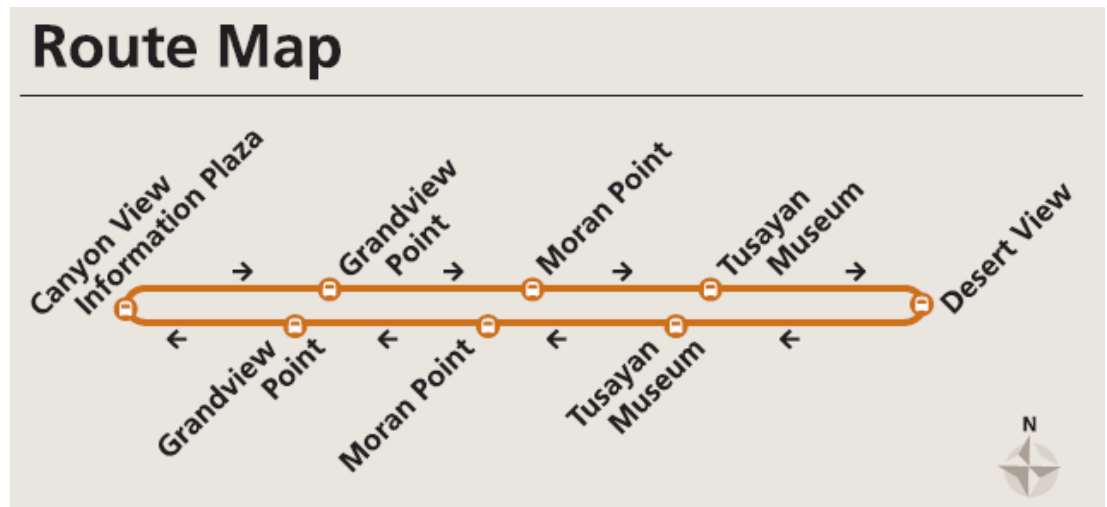 Route Map
Canyon View
Information Plaza
Grandview
Point
Moran Point
Tusayan
Museum
Desert View
Grandview
Point
Moran Point
Tusayan
Museum
N